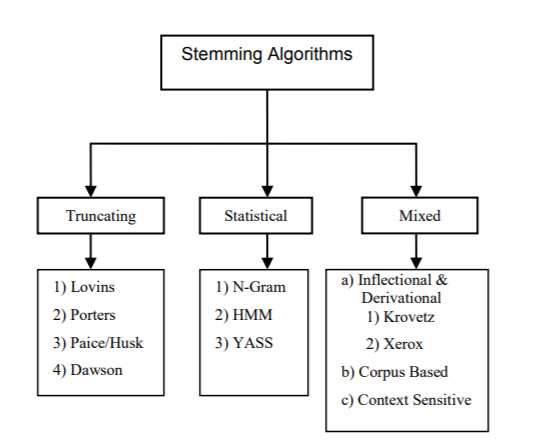 Stemming Algorithms
Truncating
Statistical
Mixed
1) Lovins
2) Porters
3) Paice/Husk
4) Dawson
1) N-Gram
2) HMM
3) YASS
a) Inflectional &
Derivational
1) Krovetz
2) Xerox
b) Corpus Based
c) Context Sensitive